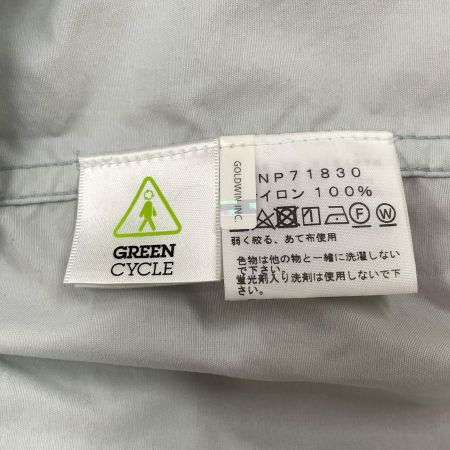 GREEN
CYCLE
GOLDWIN INC.
NP71830
イロン 100%
F
W
弱く絞る、あて布使用
色物は他の物と一緒に洗濯しない
で下さい。
蛍光剤入り洗剤は使用しないで下さい。